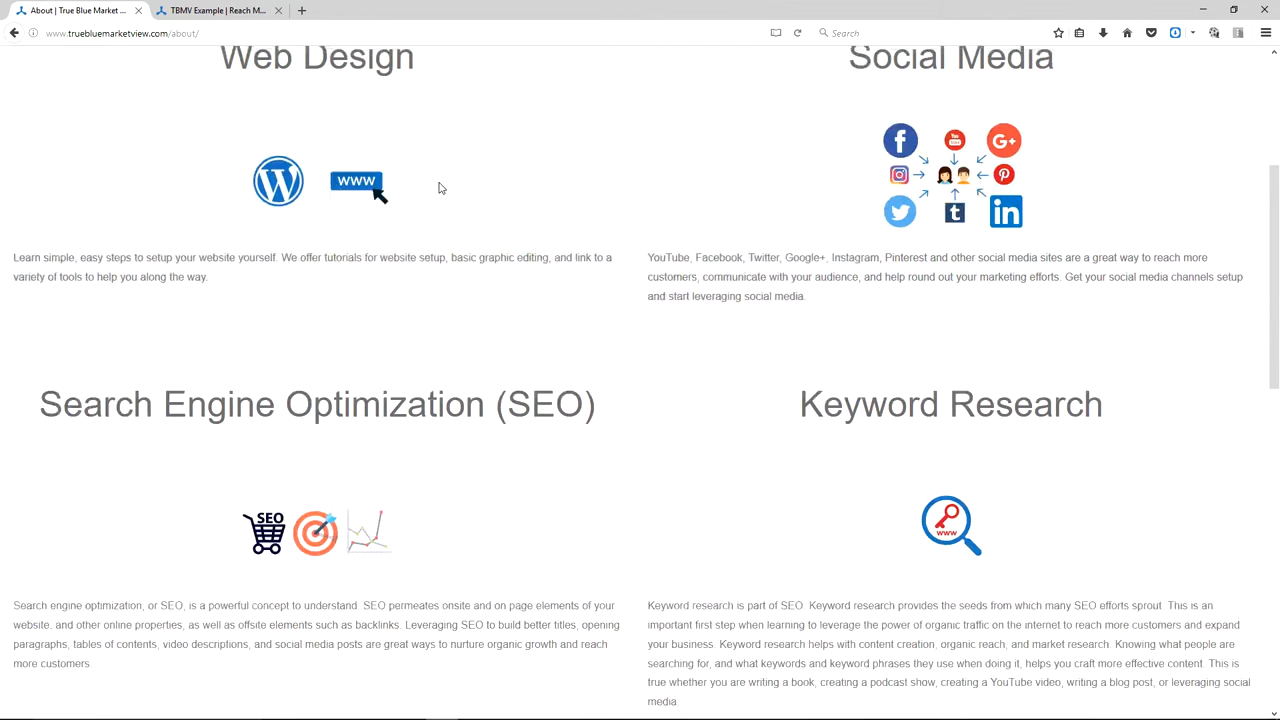 About | True Blue Market ...
TBMV Example | Reach M...
www.truebluemarketview.com/about/
Search
Web Design
Social Media
WWW
You
Tube
G+
f
t
in
Learn simple, easy steps to setup your website yourself. We offer tutorials for website setup, basic graphic editing, and link to a
variety of tools to help you along the way.
YouTube, Facebook, Twitter, Google+, Instagram, Pinterest and other social media sites are a great way to reach more
customers, communicate with your audience, and help round out your marketing efforts. Get your social media channels setup
and start leveraging social media.
Search Engine Optimization (SEO)
Keyword Research
SEO
www
Search engine optimization, or SEO, is a powerful concept to understand. SEO permeates onsite and on page elements of your
website, and other online properties, as well as offsite elements such as backlinks. Leveraging SEO to build better titles, opening
paragraphs, tables of contents, video descriptions, and social media posts are great ways to nurture organic growth and reach
more customers
Keyword research is part of SEO. Keyword research provides the seeds from which many SEO efforts sprout. This is an
important first step when learning to leverage the power of organic traffic on the internet to reach more customers and expand
your business. Keyword research helps with content creation, organic reach, and market research. Knowing what people are
searching for, and what keywords and keyword phrases they use when doing it, helps you craft more effective content. This is
true whether you are writing a book, creating a podcast show, creating a YouTube video, writing a blog post, or leveraging social
media